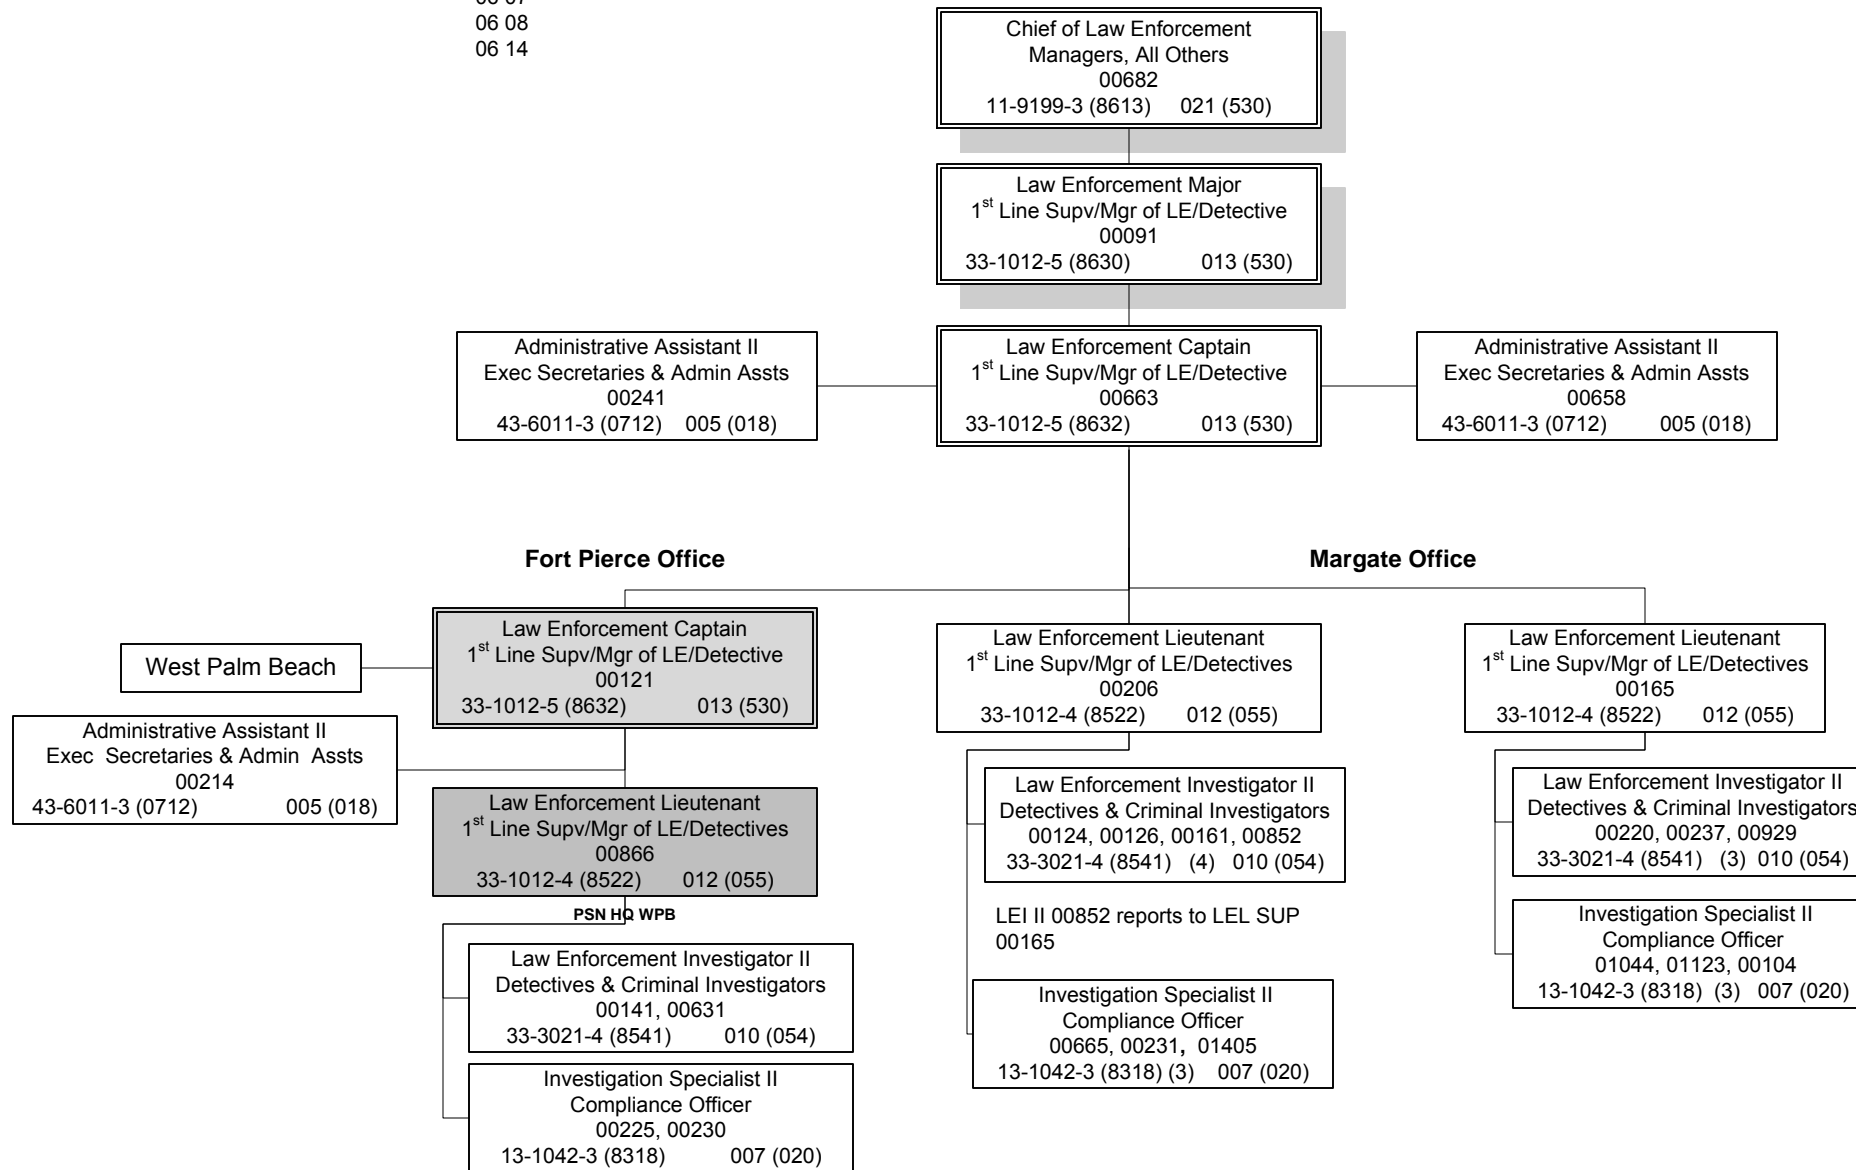 06 08
06 14
Chief of Law Enforcement
Managers, All Others
00682
11-9199-3 (8613) 021 (530)
Law Enforcement Major
1st Line Supv/Mgr of LE/Detective
00091
33-1012-5 (8630) 013 (530)
Administrative Assistant II
Exec Secretaries & Admin Assts
00241
43-6011-3 (0712) 005 (018)
Law Enforcement Captain
1st Line Supv/Mgr of LE/Detective
00663
33-1012-5 (8632) 013 (530)
Administrative Assistant II
Exec Secretaries & Admin Assts
00658
43-6011-3 (0712) 005 (018)
Fort Pierce Office
Margate Office
West Palm Beach
Law Enforcement Captain
1st Line Supv/Mgr of LE/Detective
00121
33-1012-5 (8632) 013 (530)
Administrative Assistant II
Exec Secretaries & Admin Assts
00214
43-6011-3 (0712) 005 (018)
Law Enforcement Lieutenant
1st Line Supv/Mgr of LE/Detectives
00866
33-1012-4 (8522) 012 (055)
PSN HQ WPB
Law Enforcement Investigator II
Detectives & Criminal Investigators
00141, 00631
33-3021-4 (8541) 010 (054)
Investigation Specialist II
Compliance Officer
00225, 00230
13-1042-3 (8318) 007 (020)
Law Enforcement Lieutenant
1st Line Supv/Mgr of LE/Detectives
00206
33-1012-4 (8522) 012 (055)
Law Enforcement Investigator II
Detectives & Criminal Investigators
00124, 00126, 00161, 00852
33-3021-4 (8541) (4) 010 (054)
LEI II 00852 reports to LEL SUP
00165
Investigation Specialist II
Compliance Officer
00665, 00231, 01405
13-1042-3 (8318) (3) 007 (020)
Law Enforcement Lieutenant
1st Line Supv/Mgr of LE/Detectives
00165
33-1012-4 (8522) 012 (055)
Law Enforcement Investigator II
Detectives & Criminal Investigators
00220, 00237, 00929
33-3021-4 (8541) (3) 010 (054)
Investigation Specialist II
Compliance Officer
01044, 01123, 00104
13-1042-3 (8318) (3) 007 (020)